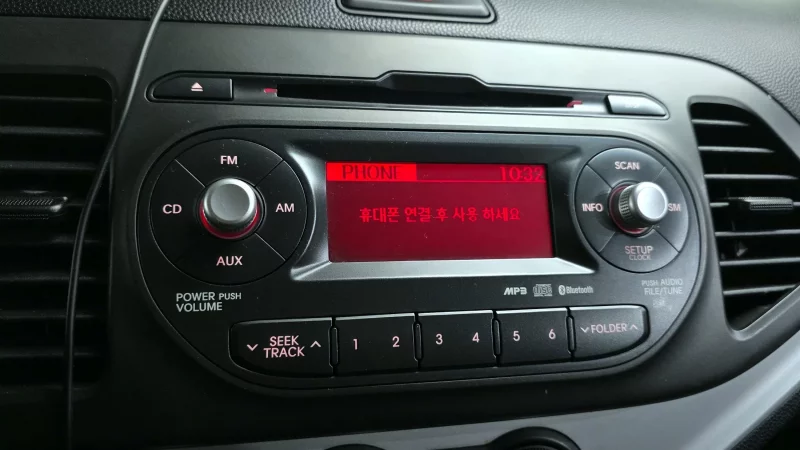 FM
CD
AM
AUX
POWER PUSH
VOLUME
PHONE 10:32
휴대폰 연결 후 사용 하세요
MP3 Bluetooth
SCAN
INFO
SETUP
CLOCK
PUSH AUDIO
FILE/TUNE
SEEK
TRACK
1 2 3 4 5 6
FOLDER